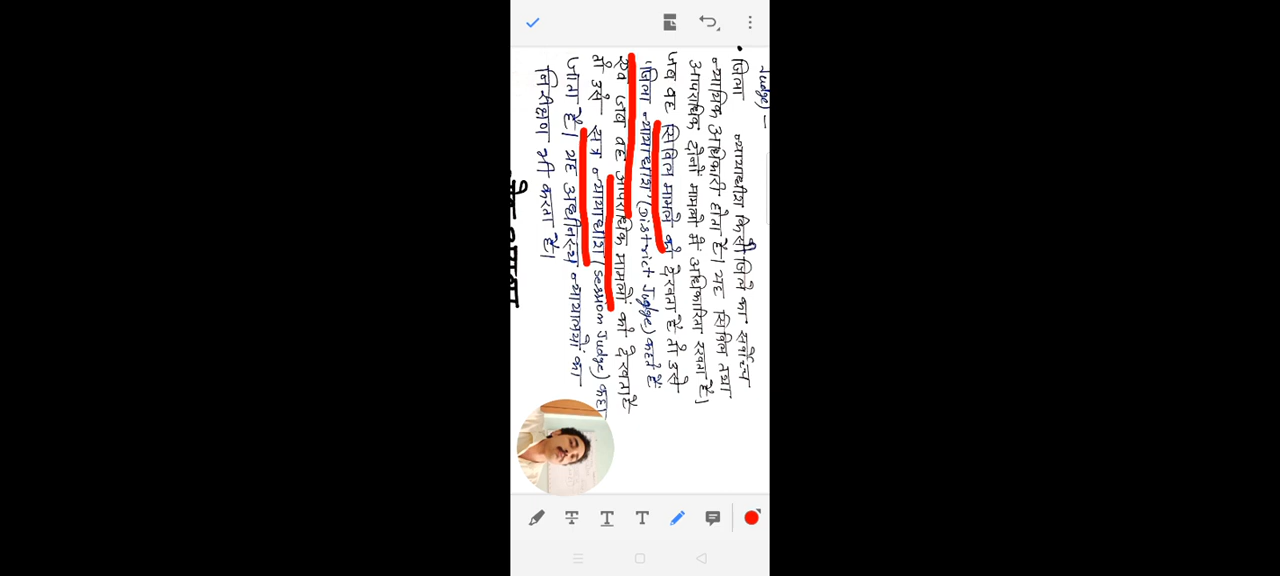 Judge) –
• जिला न्यायाधीश किसी जिले का सर्वोच्च
न्यायिक अधिकारी होता है। यह सिविल तथा
आपराधिक दोनों मामलों में अधिकारिता रखता है।
जब वह सिविल मामले को देखता है तो उसे
'जिला न्यायाधीश' (District Judge) कहते हैं
एवं जब वह आपराधिक मामलों को देखता है
तो उसे सत्र न्यायाधीश (Session Judge) कहा
जाता है। यह अधीनस्थ न्यायालयों का
निरीक्षण भी करता है।